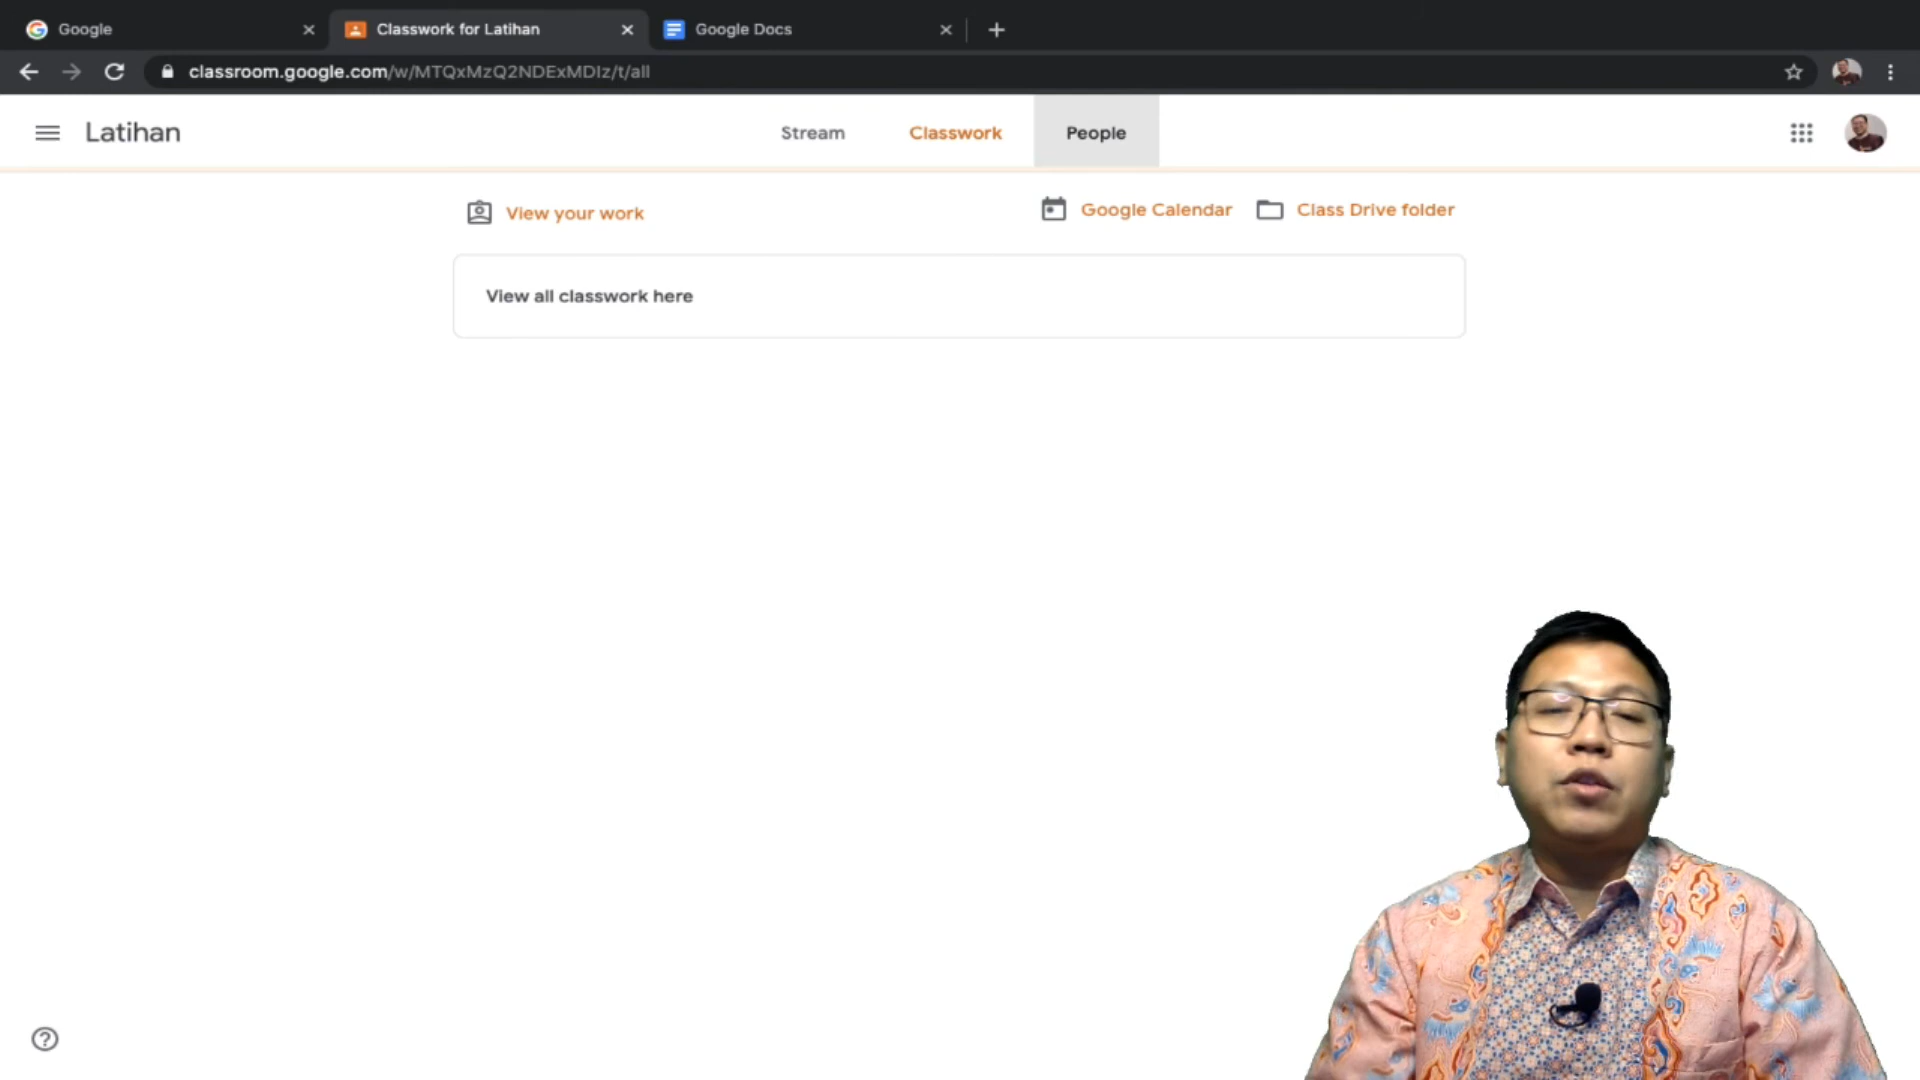 Google
Classwork for Latihan
Google Docs
classroom.google.com/w/MTQxMzQ2NDExMDIz/t/all
Latihan
Stream
Classwork
People
View your work
Google Calendar
Class Drive folder
View all classwork here